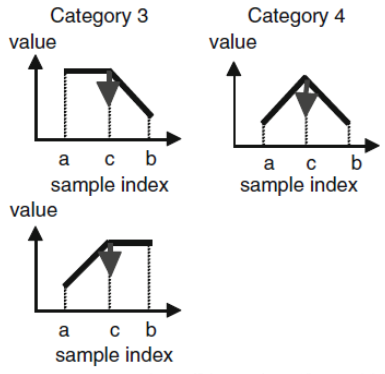 Category 3
value
a c b
sample index
value
a c b
sample index
Category 4
value
a c b
sample index